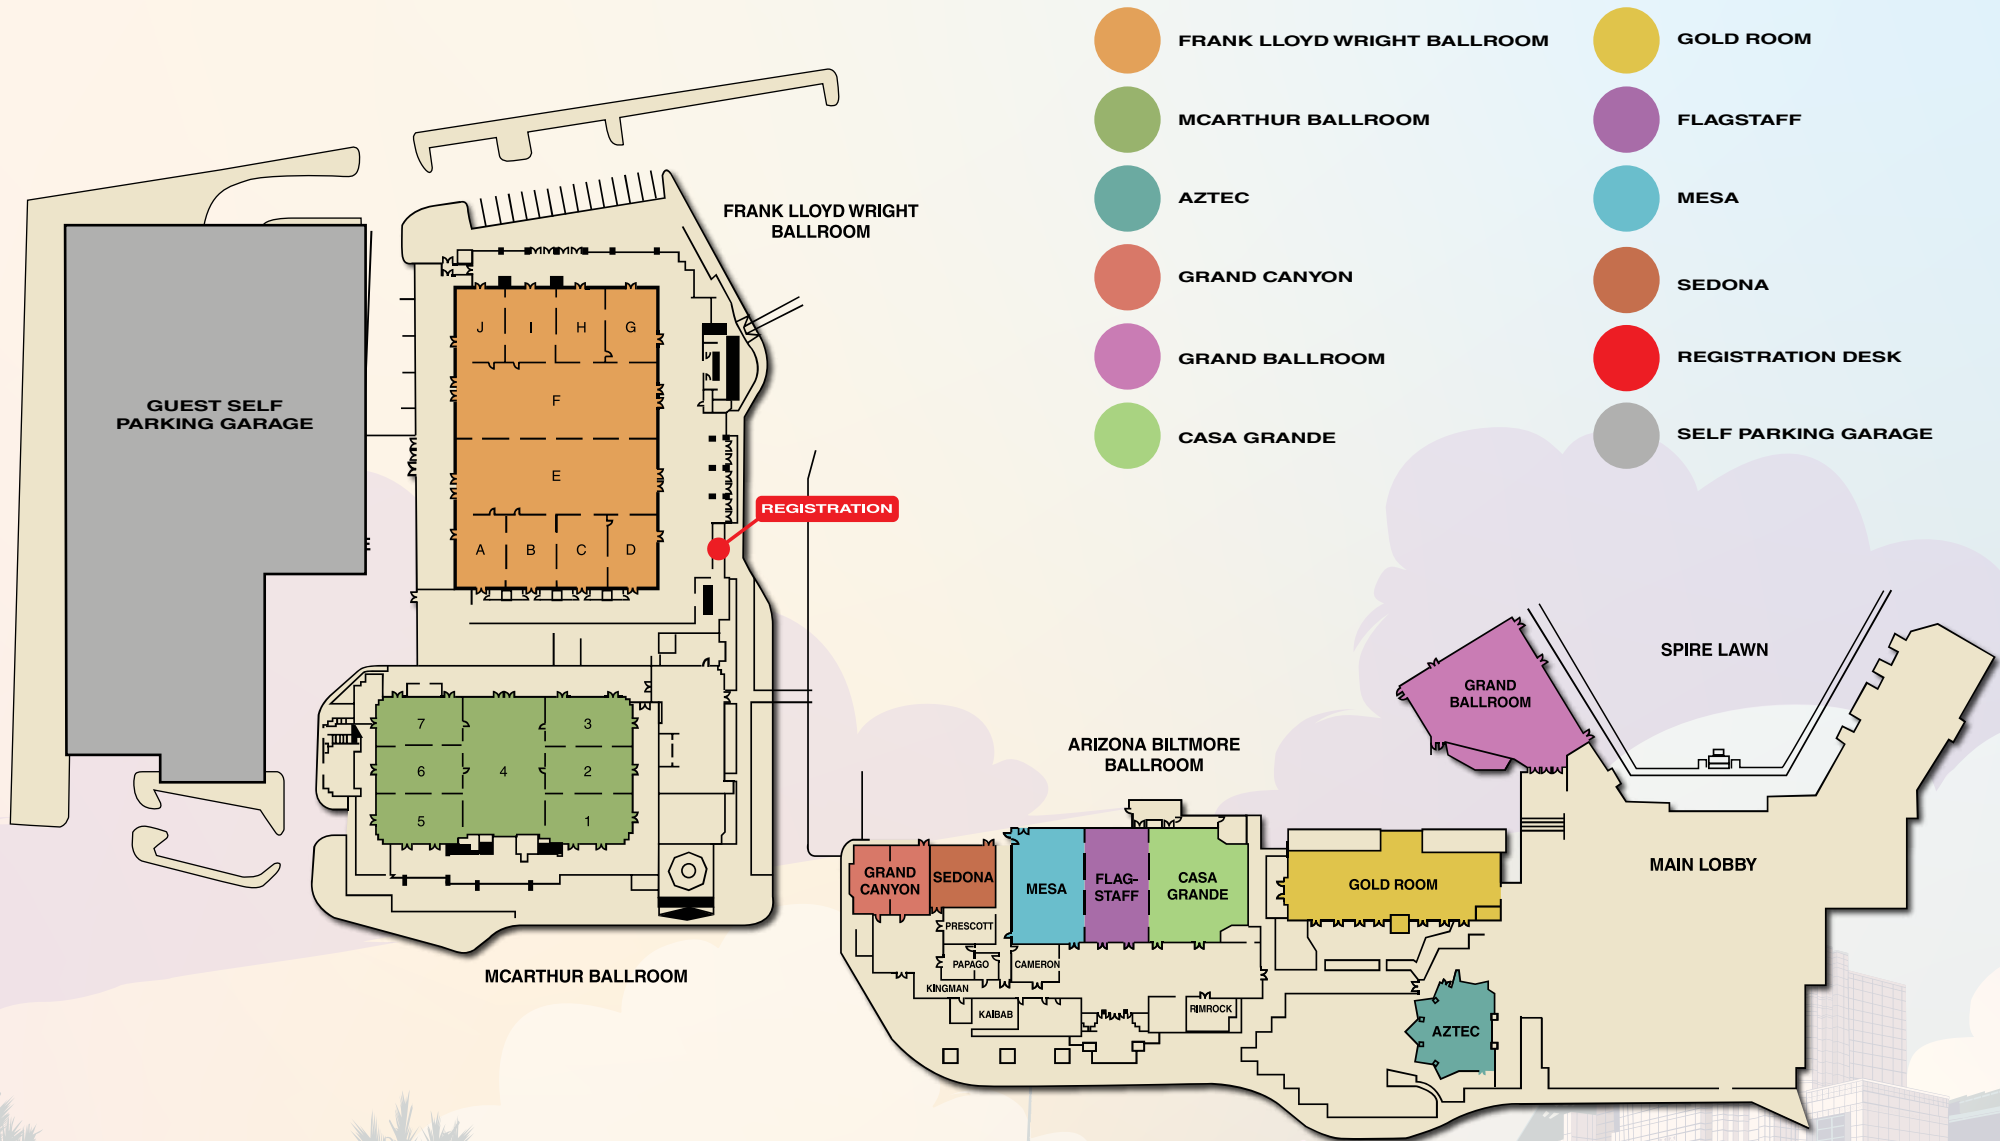 FRANK LLOYD WRIGHT BALLROOM
MCARTHUR BALLROOM
AZTEC
GRAND CANYON
GRAND BALLROOM
CASA GRANDE
GOLD ROOM
FLAGSTAFF
MESA
SEDONA
REGISTRATION DESK
SELF PARKING GARAGE
FRANK LLOYD WRIGHT
BALLROOM
GUEST SELF
PARKING GARAGE
J I H G
F
E
A B C D
REGISTRATION
7 3
6 4 2
5 1
MCARTHUR BALLROOM
ARIZONA BILTMORE
BALLROOM
GRAND
CANYON
SEDONA
MESA
FLAG-
STAFF
CASA
GRANDE
PRESCOTT
PAPAGO
CAMERON
KINGMAN
KAIBAB
RIMROCK
GOLD ROOM
AZTEC
GRAND
BALLROOM
SPIRE LAWN
MAIN LOBBY